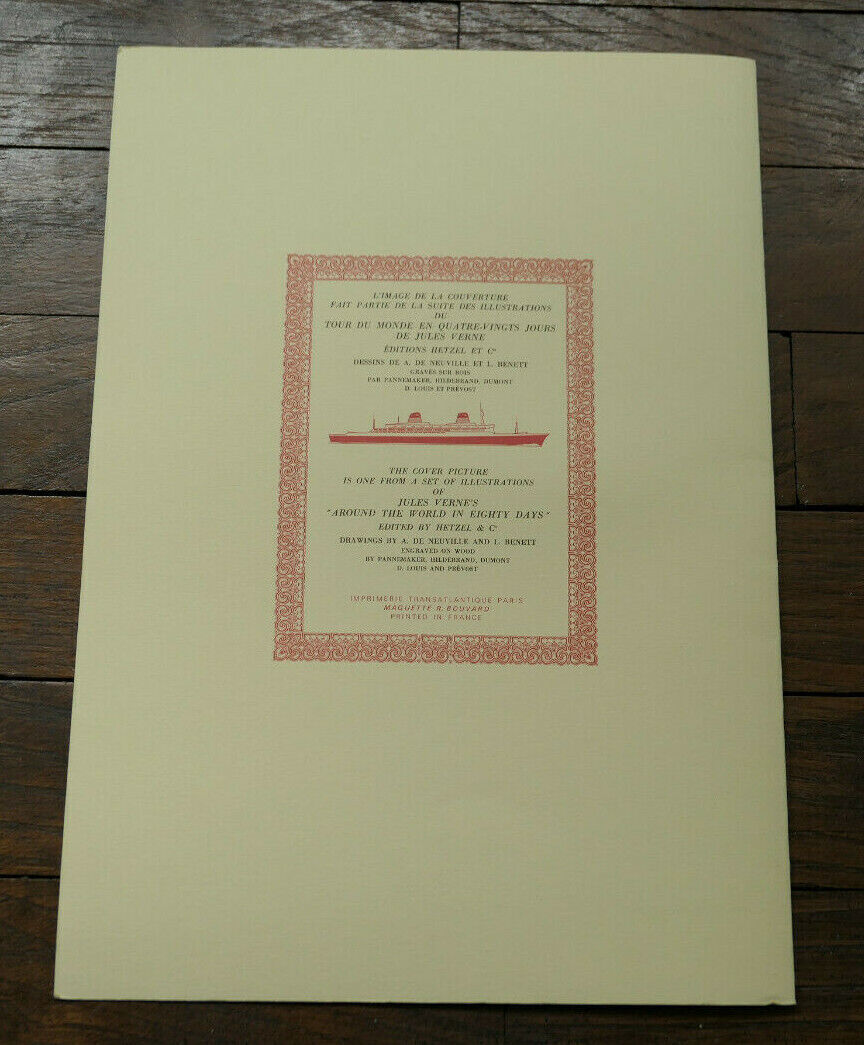 L'IMAGE DE LA COUVERTURE
FAIT PARTIE DE LA SUITE DES ILLUSTRATIONS
DU
TOUR DU MONDE EN QUATRE-VINGTS JOURS
DE JULES VERNE
ÉDITIONS HETZEL ET Cⁱᵉ
DESSINS DE A. DE NEUVILLE ET L. BENETT
GRAVÉS SUR BOIS
PAR PANNEMAKER, HILDEBRAND, DUMONT
D. LOUIS ET PRÉVOST
THE COVER PICTURE
IS ONE FROM A SET OF ILLUSTRATIONS
OF
JULES VERNE'S
"AROUND THE WORLD IN EIGHTY DAYS"
EDITED BY HETZEL & Cᵒ
DRAWINGS BY A. DE NEUVILLE AND L. BENETT
ENGRAVED ON WOOD
BY PANNEMAKER, HILDEBRAND, DUMONT
D. LOUIS AND PRÉVOST
IMPRIMERIE TRANSATLANTIQUE PARIS
MAQUETTE R. BOUVARD
PRINTED IN FRANCE